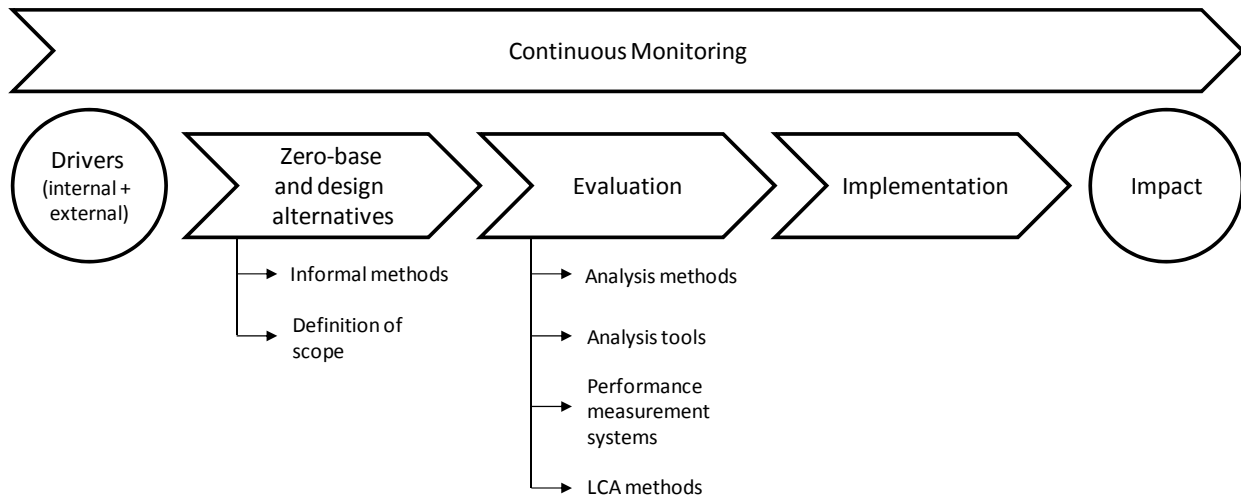 Continuous Monitoring
Drivers
(internal +
external)
Zero-base
and design
alternatives
Evaluation
Implementation
Impact
Informal methods
Definition of
scope
Analysis methods
Analysis tools
Performance
measurement
systems
LCA methods